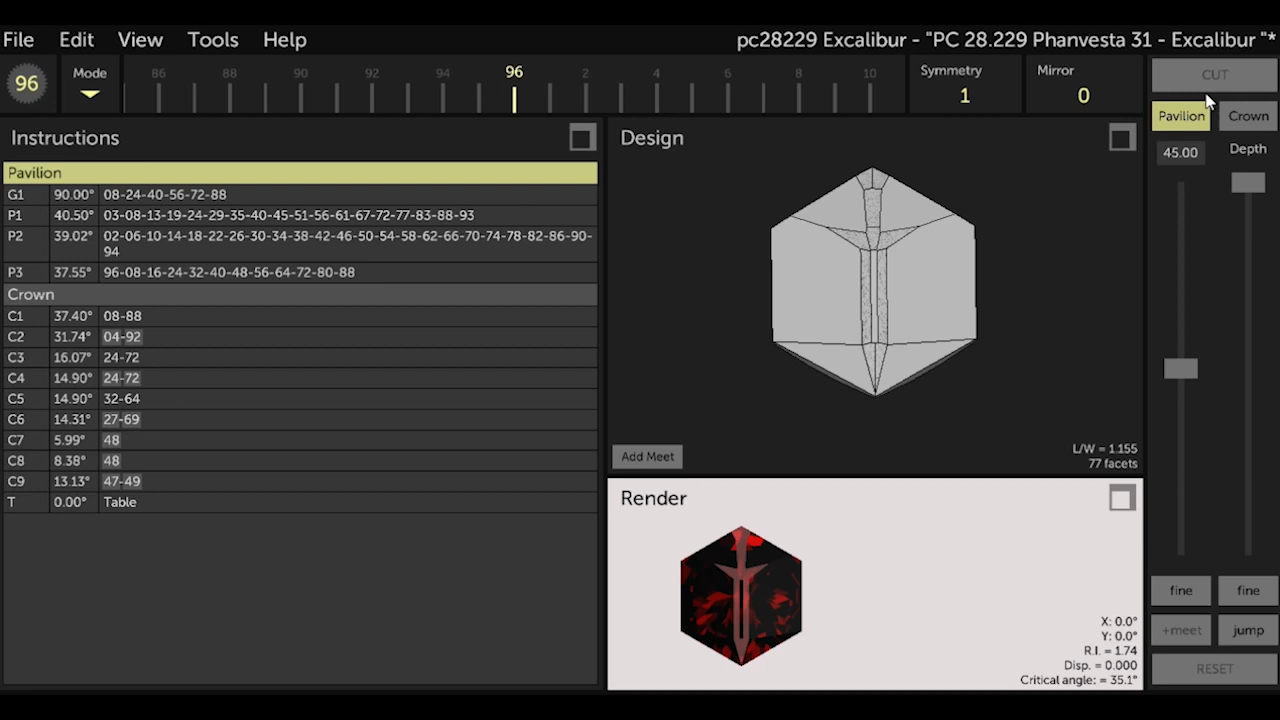 File Edit View Tools Help pc28229 Excalibur - "PC 28.229 Phanvesta 31 - Excalibur "*
96 Mode 86 88 90 92 94 96 2 4 6 8 10 Symmetry 1 Mirror 0 CUT
Pavilion Crown
45.00 Depth
Instructions
Pavilion
G1 90.00° 08-24-40-56-72-88
P1 40.50° 03-08-13-19-24-29-35-40-45-51-56-61-67-72-77-83-88-93
P2 39.02° 02-06-10-14-18-22-26-30-34-38-42-46-50-54-58-62-66-70-74-78-82-86-90-
94
P3 37.55° 96-08-16-24-32-40-48-56-64-72-80-88
Crown
C1 37.40° 08-88
C2 31.74° 04-92
C3 16.07° 24-72
C4 14.90° 24-72
C5 14.90° 32-64
C6 14.31° 27-69
C7 5.99° 48
C8 8.38° 48
C9 13.13° 47-49
T 0.00° Table
Design
Add Meet
L/W = 1.155
77 facets
Render
X: 0.0°
Y: 0.0°
R.I. = 1.74
Disp. = 0.000
Critical angle: = 35.1°
fine fine
+meet jump
RESET